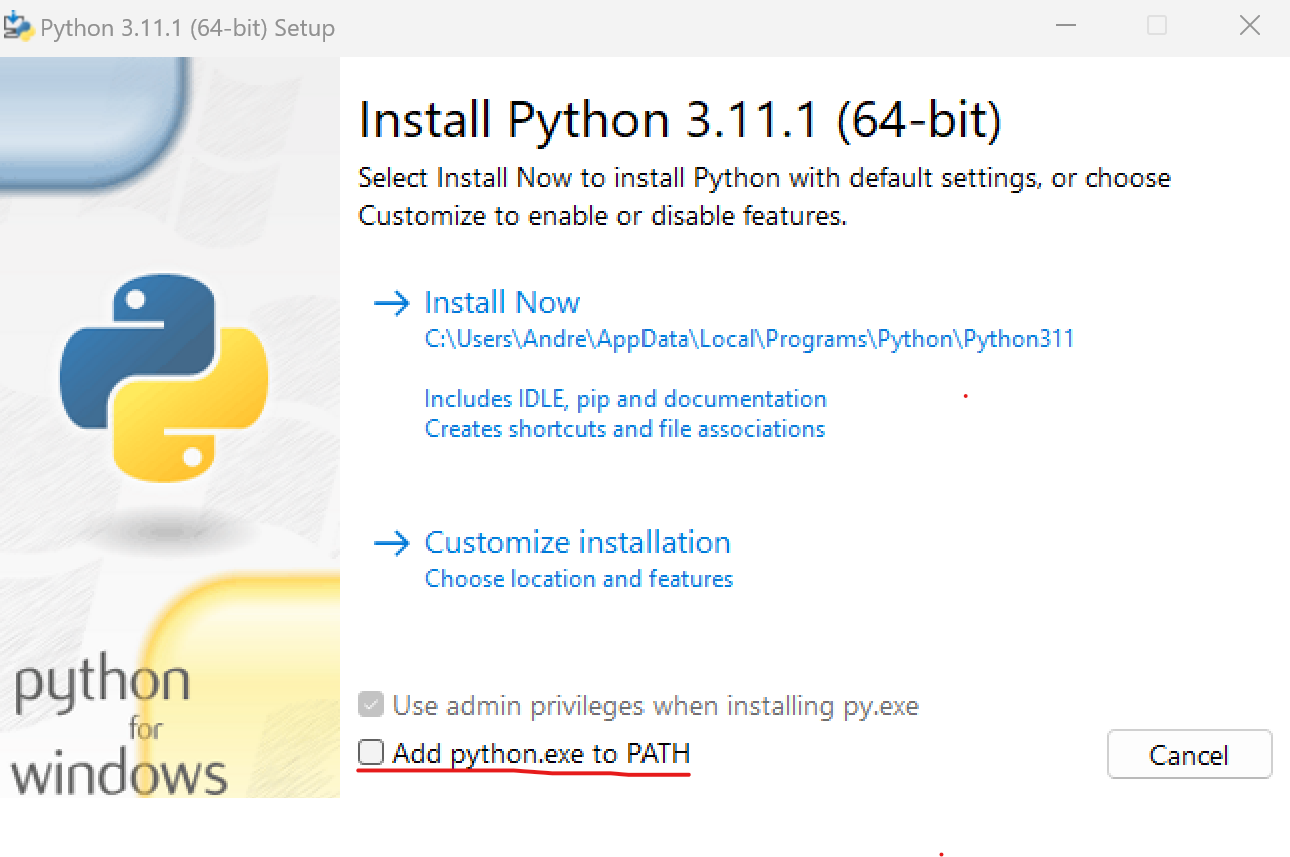 Python 3.11.1 (64-bit) Setup
Install Python 3.11.1 (64-bit)
Select Install Now to install Python with default settings, or choose
Customize to enable or disable features.
Install Now
C:\Users\Andre\AppData\Local\Programs\Python\Python311
Includes IDLE, pip and documentation
Creates shortcuts and file associations
Customize installation
Choose location and features
Use admin privileges when installing py.exe
Add python.exe to PATH
Cancel
python
for
windows